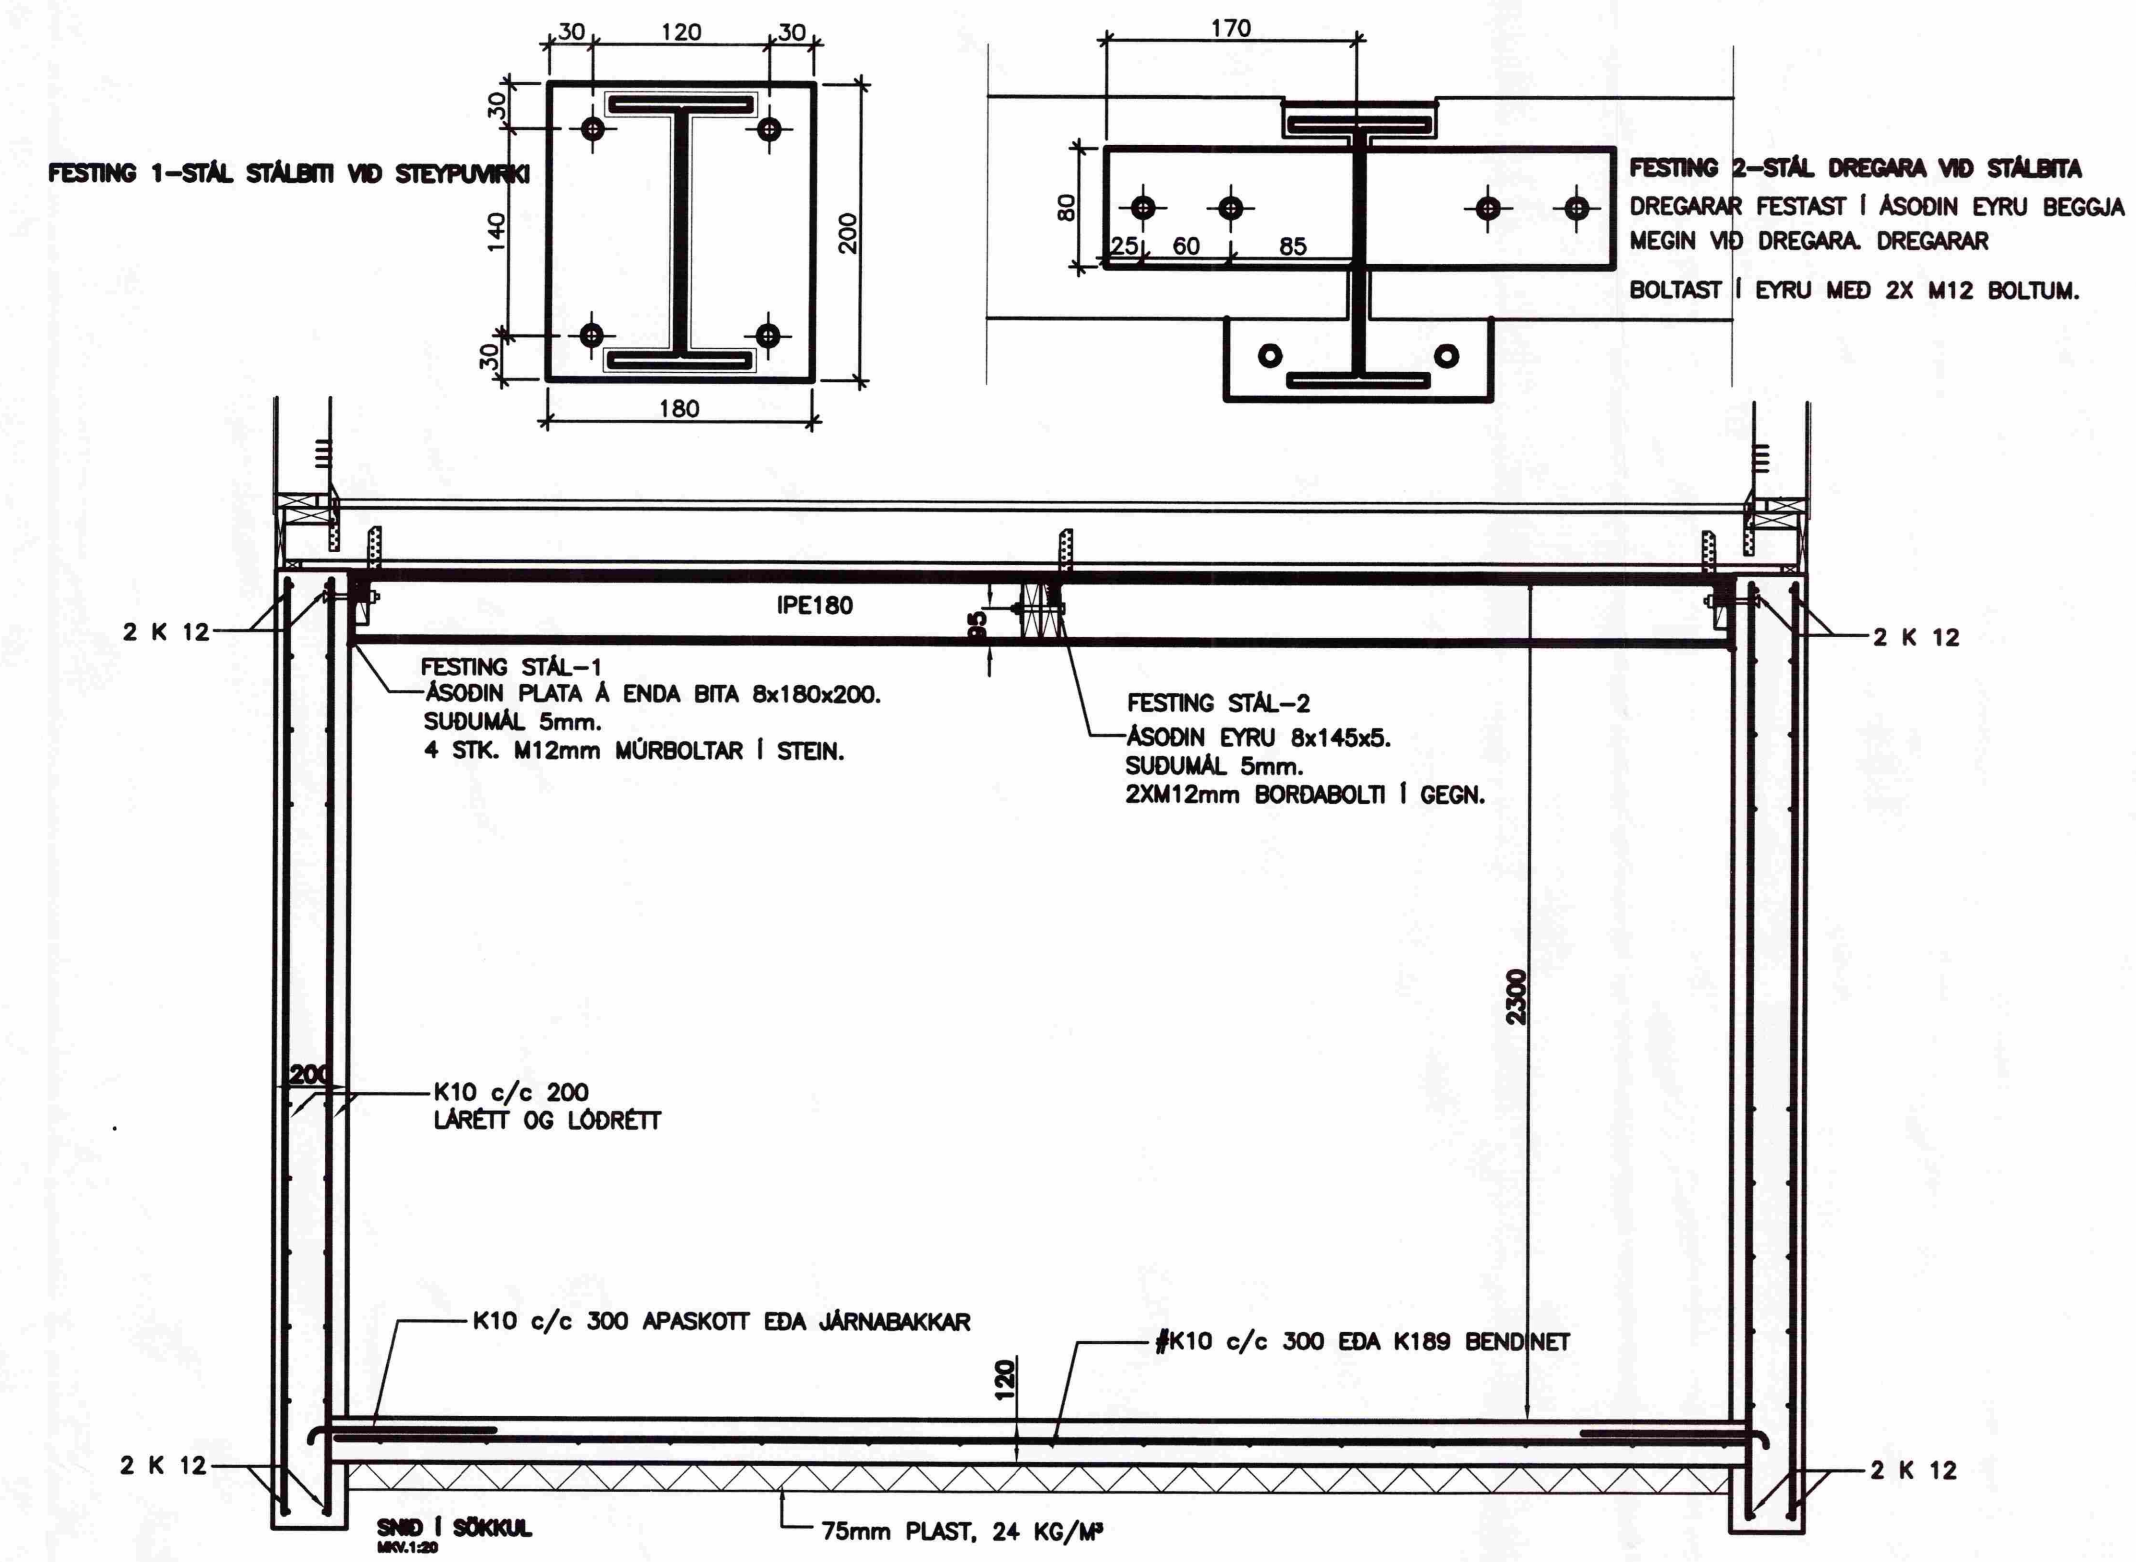 30 120 30
30
140
30
200
180
FESTING 1-STÁL STÁLBITI VIÐ STEYPUVIRKI
170
80
25 60 85
FESTING 2-STÁL DREGARA VIÐ STÁLBITA
DREGARAR FESTAST Í ÁSOÐIN EYRU BEGGJA
MEGIN VIÐ DREGARA. DREGARAR
BOLTAST Í EYRU MEÐ 2X M12 BOLTUM.
IPE180
95
2 K 12
2 K 12
FESTING STÁL-1
ÁSOÐIN PLATA Á ENDA BITA 8x180x200.
SUÐUMÁL 5mm.
4 STK. M12mm MÚRBOLTAR Í STEIN.
FESTING STÁL-2
ÁSOÐIN EYRU 8x145x5.
SUÐUMÁL 5mm.
2XM12mm BORÐABOLTI Í GEGN.
2300
200
K10 c/c 200
LÁRÉTT OG LÓÐRÉTT
K10 c/c 300 APASKOTT EÐA JÁRNABAKKAR
#K10 c/c 300 EÐA K189 BENDINET
120
2 K 12
2 K 12
75mm PLAST, 24 KG/M³
SNIÐ Í SÖKKUL
MKV.1:20